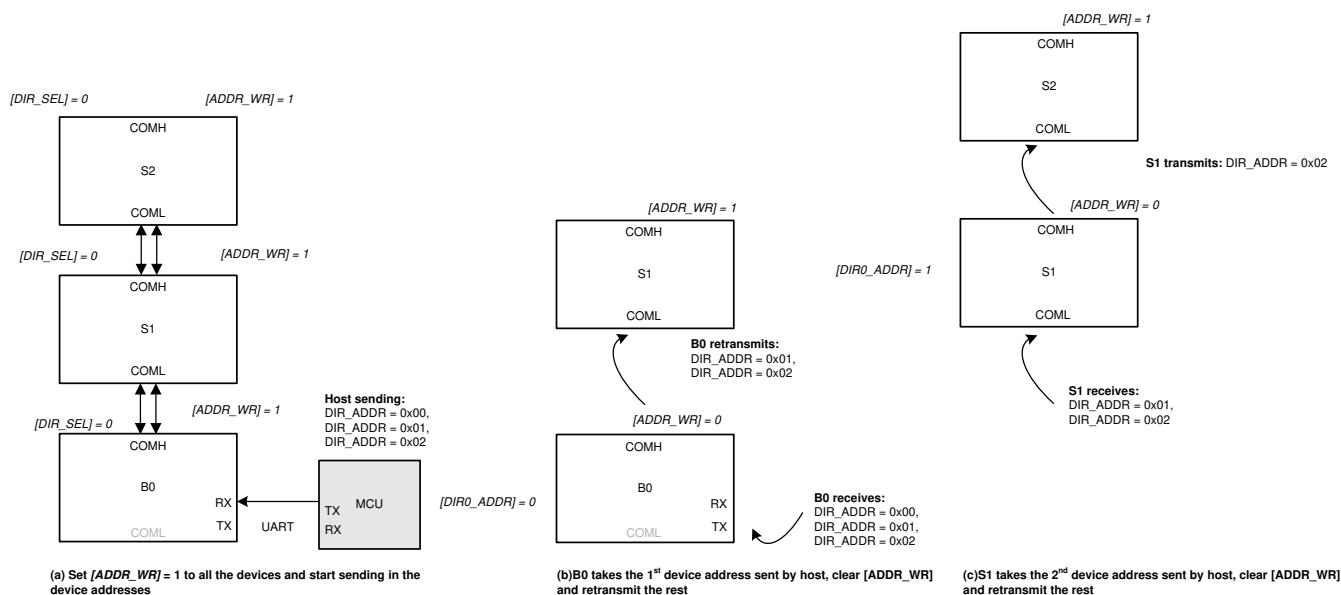 [DIR_SEL] = 0
[ADDR_WR] = 1
COMH
S2
COML
[DIR_SEL] = 0
[ADDR_WR] = 1
COMH
S1
COML
[DIR_SEL] = 0
[ADDR_WR] = 1
COMH
B0
RX
TX
COML
UART
Host sending:
DIR_ADDR = 0x00,
DIR_ADDR = 0x01,
DIR_ADDR = 0x02
MCU
TX
RX
(a) Set [ADDR_WR] = 1 to all the devices and start sending in the
device addresses
[ADDR_WR] = 1
COMH
S1
COML
B0 retransmits:
DIR_ADDR = 0x01,
DIR_ADDR = 0x02
[ADDR_WR] = 0
COMH
[DIR0_ADDR] = 0
B0
RX
TX
COML
B0 receives:
DIR_ADDR = 0x00,
DIR_ADDR = 0x01,
DIR_ADDR = 0x02
(b)B0 takes the 1st device address sent by host, clear [ADDR_WR]
and retransmit the rest
[ADDR_WR] = 1
COMH
S2
COML
S1 transmits: DIR_ADDR = 0x02
[ADDR_WR] = 0
COMH
[DIR0_ADDR] = 1
S1
COML
S1 receives:
DIR_ADDR = 0x01,
DIR_ADDR = 0x02
(c)S1 takes the 2nd device address sent by host, clear [ADDR_WR]
and retransmit the rest